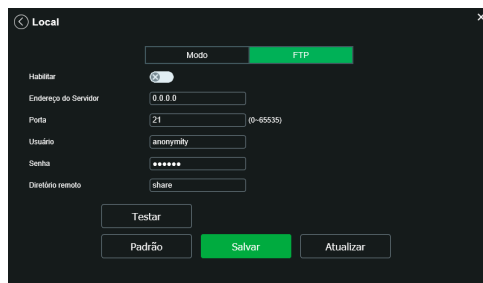 Local
Modo FTP
Habilitar
Endereço do Servidor 0.0.0.0
Porta 21 (0~65535)
Usuário anonymity
Senha ••••••
Diretório remoto share
Testar
Padrão Salvar Atualizar